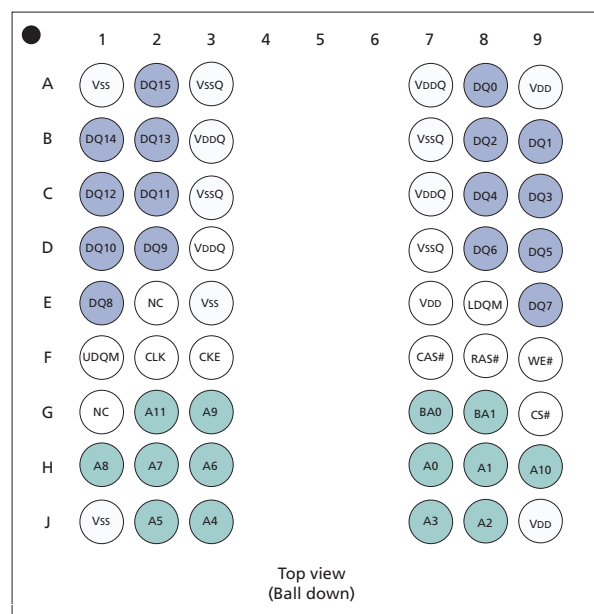 1 2 3 4 5 6 7 8 9
A Vss DQ15 VssQ VDDQ DQ0 VDD
B DQ14 DQ13 VDDQ VssQ DQ2 DQ1
C DQ12 DQ11 VssQ VDDQ DQ4 DQ3
D DQ10 DQ9 VDDQ VssQ DQ6 DQ5
E DQ8 NC Vss VDD LDQM DQ7
F UDQM CLK CKE CAS# RAS# WE#
G NC A11 A9 BA0 BA1 CS#
H A8 A7 A6 A0 A1 A10
J Vss A5 A4 A3 A2 VDD
Top view
(Ball down)